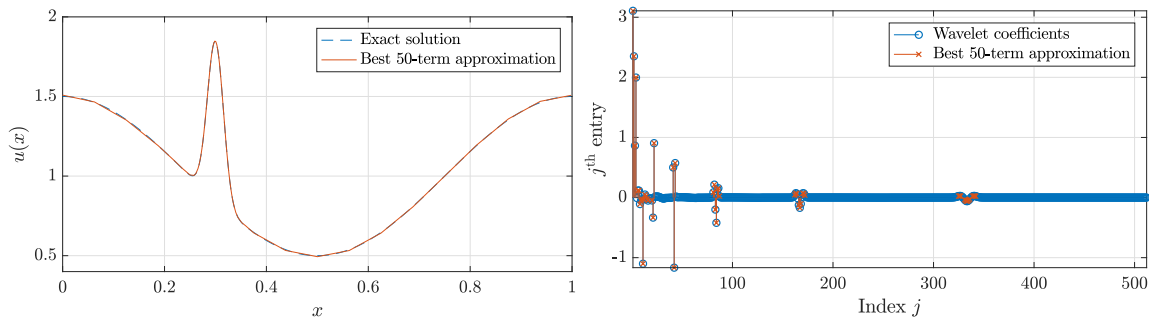 2
1.5
1
0.5
0
0.2
0.4
0.6
0.8
1
u(x)
x
Exact solution
Best 50-term approximation
3
2
1
0
-1
100
200
300
400
500
jᵗʰ entry
Index j
Wavelet coefficients
Best 50-term approximation